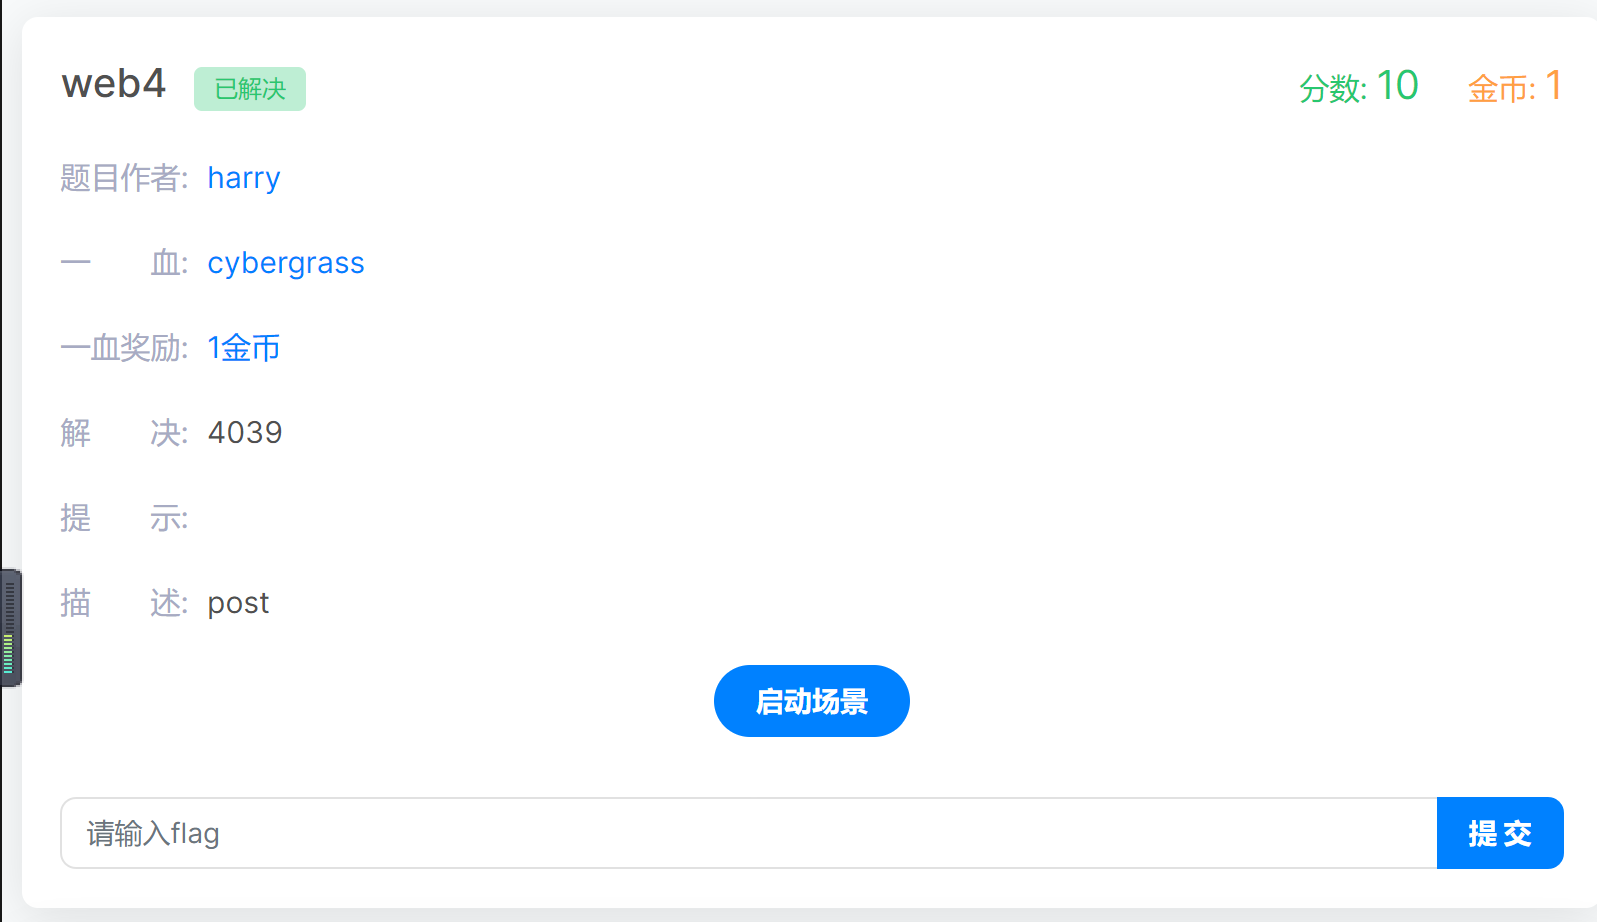 web4 已解决 分数: 10 金币: 1
题目作者: harry
一 血: cybergrass
一血奖励: 1金币
解 决: 4039
提 示:
描 述: post
启动场景
请输入flag 提 交